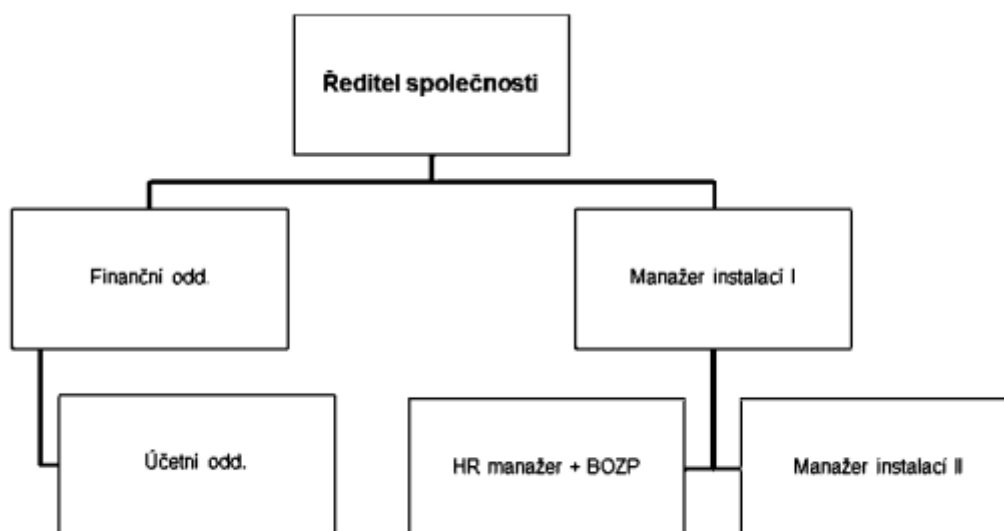 Ředitel společnosti
Finanční odd.
Manažer instalací I
Účetní odd.
HR manažer + BOZP
Manažer instalací II